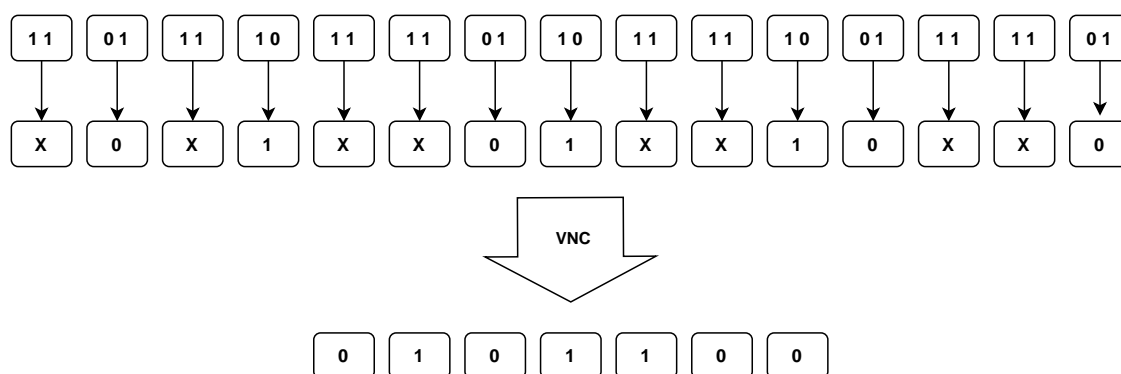 1 1 0 1 1 1 1 0 1 1 1 1 0 1 1 0 1 1 1 1 1 0 0 1 1 1 1 1 0 1
X 0 X 1 X X 0 1 X X 1 0 X X 0
VNC
0 1 0 1 1 0 0